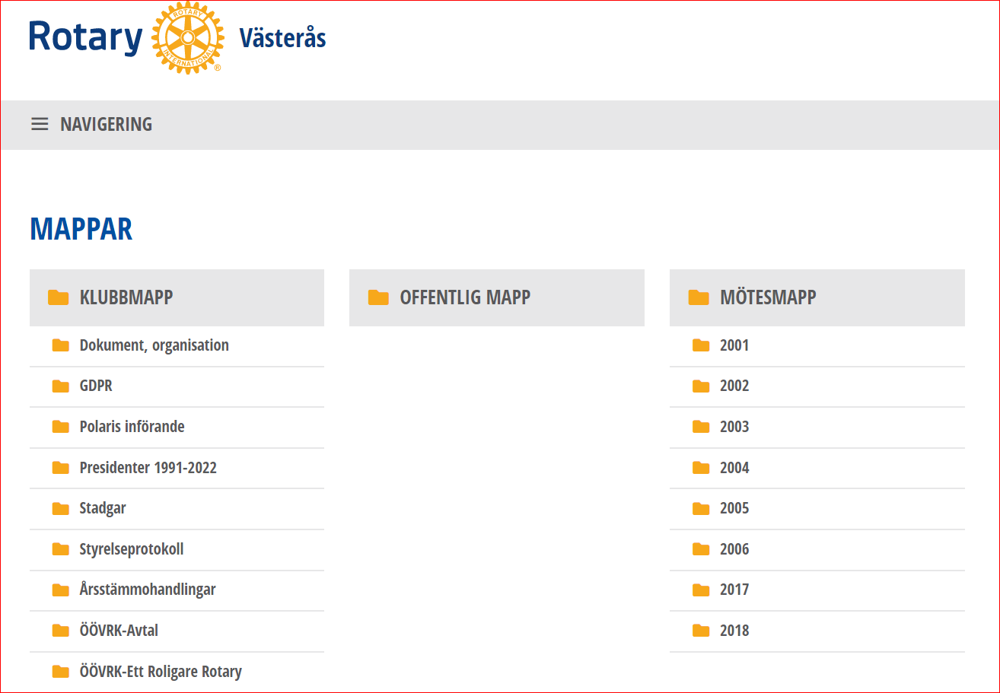 Rotary
ROTARY
INTERNATIONAL
®
Västerås
NAVIGERING
MAPPAR
KLUBBMAPP
Dokument, organisation
GDPR
Polaris införande
Presidenter 1991-2022
Stadgar
Styrelseprotokoll
Årsstämmohandlingar
ÖÖVRK-Avtal
ÖÖVRK-Ett Roligare Rotary
OFFENTLIG MAPP
MÖTESMAPP
2001
2002
2003
2004
2005
2006
2017
2018